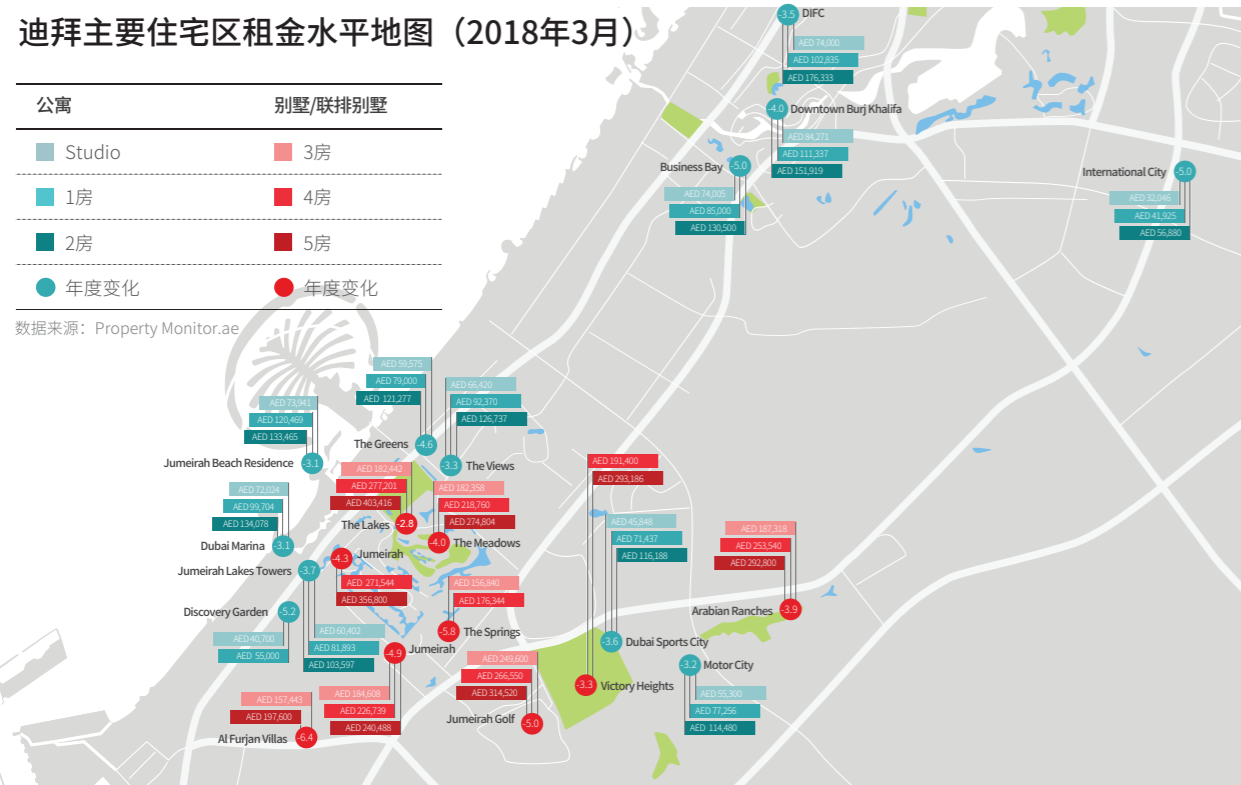 迪拜主要住宅区租金水平地图（2018年3月）
公寓
别墅/联排别墅
Studio
3房
1房
4房
2房
5房
年度变化
年度变化
数据来源：Property Monitor.ae
-3.5
DIFC
AED 74,000
AED 102,835
AED 176,333
-4.0
Downtown Burj Khalifa
AED 84,271
AED 111,337
AED 151,919
Business Bay
-5.0
AED 74,005
AED 85,000
AED 130,500
International City
-5.0
AED 32,046
AED 41,925
AED 56,880
AED 59,575
AED 79,000
AED 121,277
The Greens
-4.6
AED 66,420
AED 92,370
AED 126,737
-3.3
The Views
AED 73,941
AED 120,469
AED 133,465
Jumeirah Beach Residence
-3.1
AED 182,442
AED 277,201
AED 403,416
The Lakes
-2.8
AED 182,358
AED 218,760
AED 274,804
-4.0
The Meadows
AED 72,024
AED 99,704
AED 134,078
Dubai Marina
-3.1
AED 191,400
AED 293,186
-3.3
Victory Heights
AED 45,848
AED 71,437
AED 116,188
-3.6
Dubai Sports City
AED 187,318
AED 253,540
AED 292,800
Arabian Ranches
-3.9
Jumeirah Lakes Towers
-3.7
AED 60,402
AED 81,893
AED 103,597
-4.3
Jumeirah
AED 271,544
AED 356,800
Discovery Garden
-5.2
AED 40,700
AED 55,000
AED 156,840
AED 176,344
-5.8
The Springs
-4.9
Jumeirah
AED 184,608
AED 226,739
AED 240,488
AED 249,600
AED 266,550
AED 314,520
Jumeirah Golf
-5.0
-3.2
Motor City
AED 55,300
AED 77,256
AED 114,480
AED 157,443
AED 197,600
Al Furjan Villas
-6.4